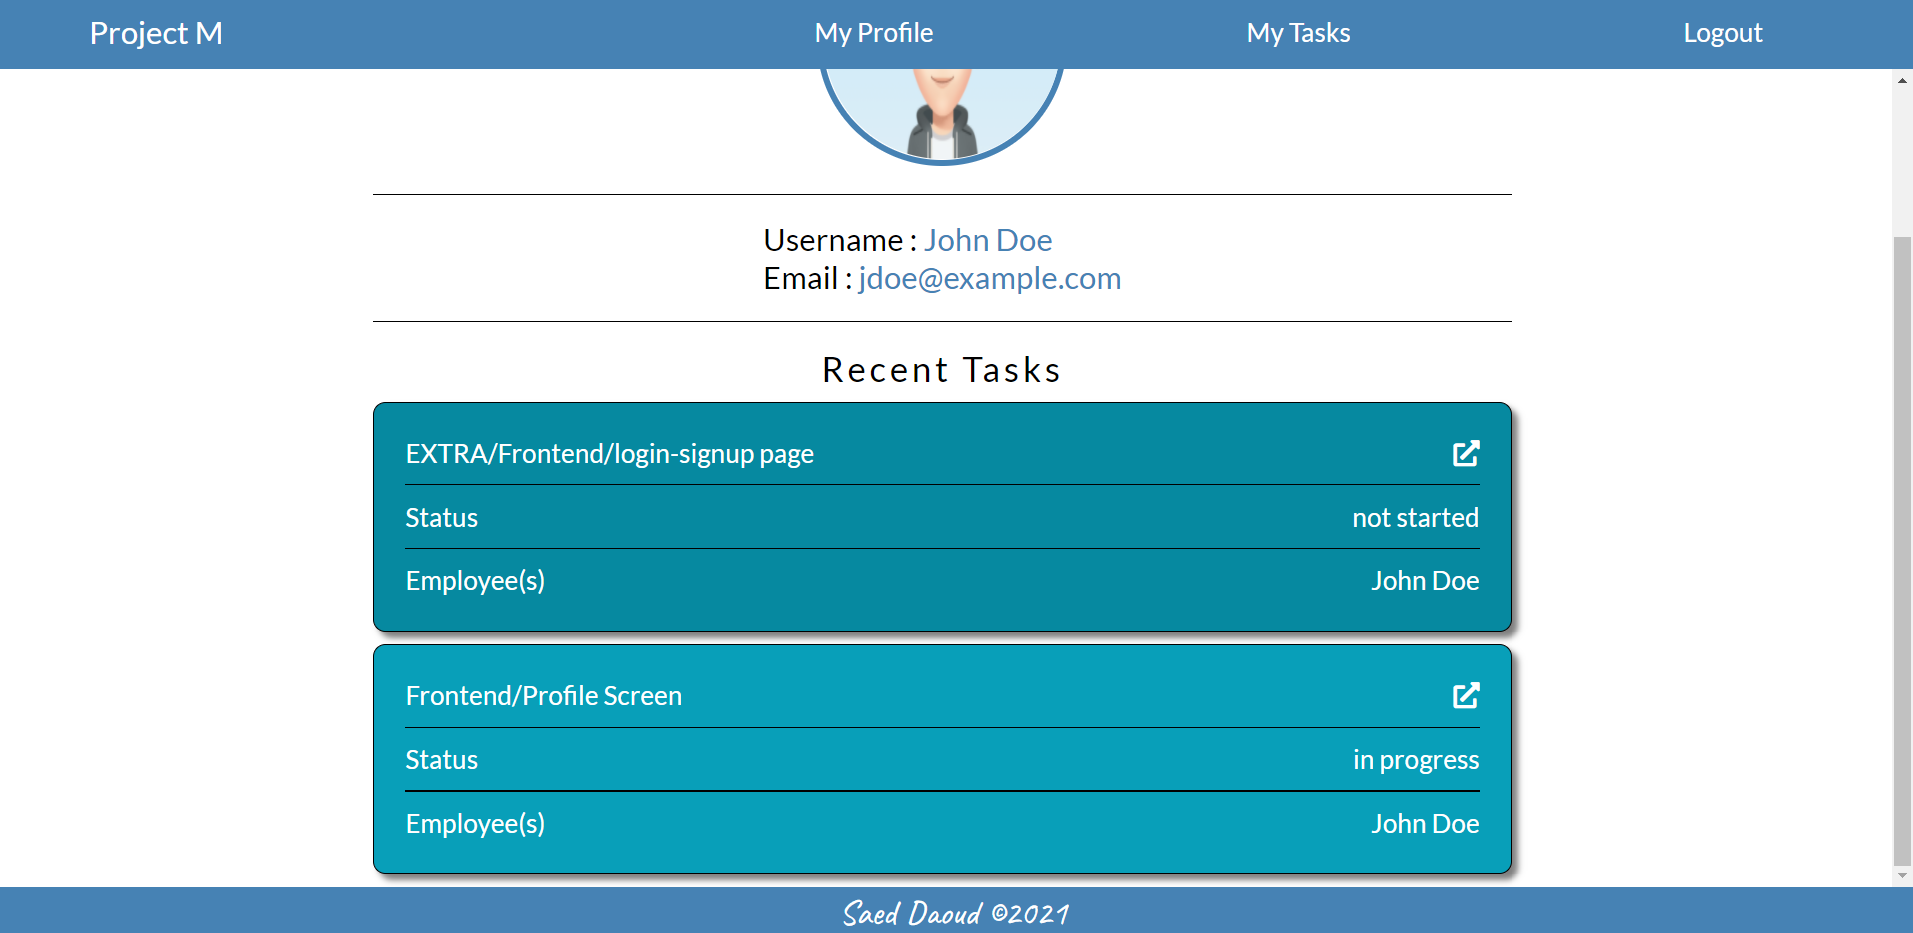 Project M My Profile My Tasks Logout
Username : John Doe
Email : jdoe@example.com
Recent Tasks
EXTRA/Frontend/login-signup page
Status not started
Employee(s) John Doe
Frontend/Profile Screen
Status in progress
Employee(s) John Doe
Saed Daoud ©2021